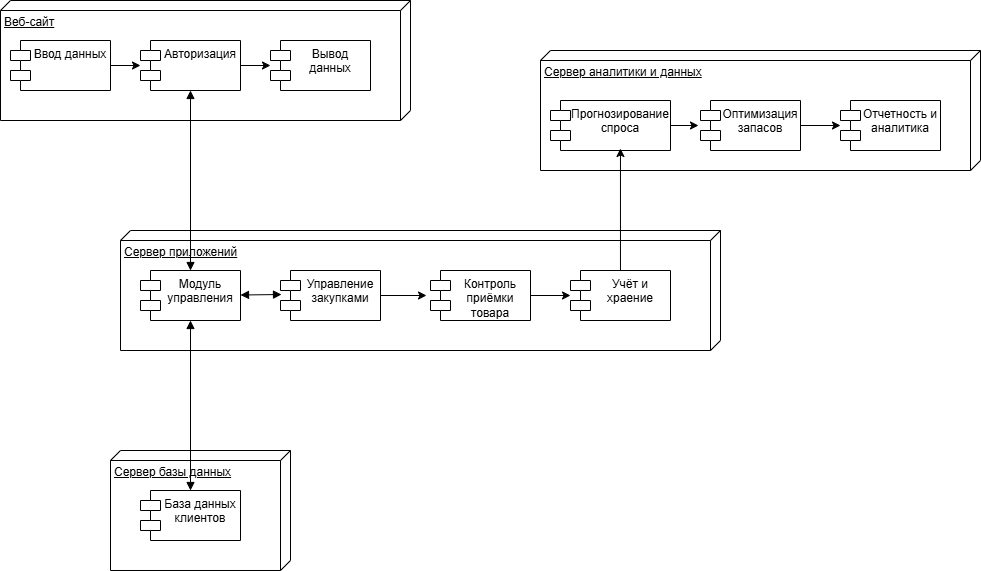 Веб-сайт
Ввод данных
Авторизация
Вывод
данных
Сервер аналитики и данных
Прогнозирование
спроса
Оптимизация
запасов
Отчетность и
аналитика
Сервер приложений
Модуль
управления
Управление
закупками
Контроль
приёмки
товара
Учёт и
храение
Сервер базы данных
База данных
клиентов